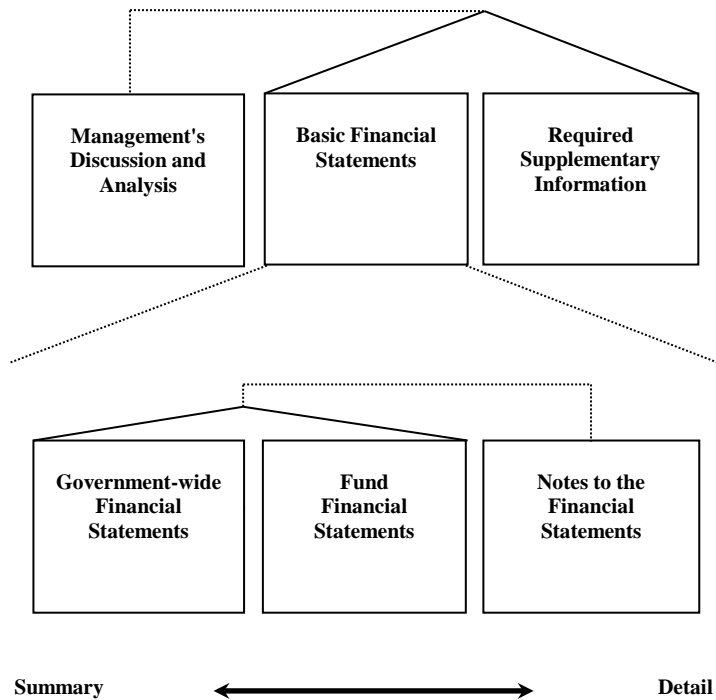 Management's
Discussion and
Analysis
Basic Financial
Statements
Required
Supplementary
Information
Government-wide
Financial
Statements
Fund
Financial
Statements
Notes to the
Financial
Statements
Summary
Detail